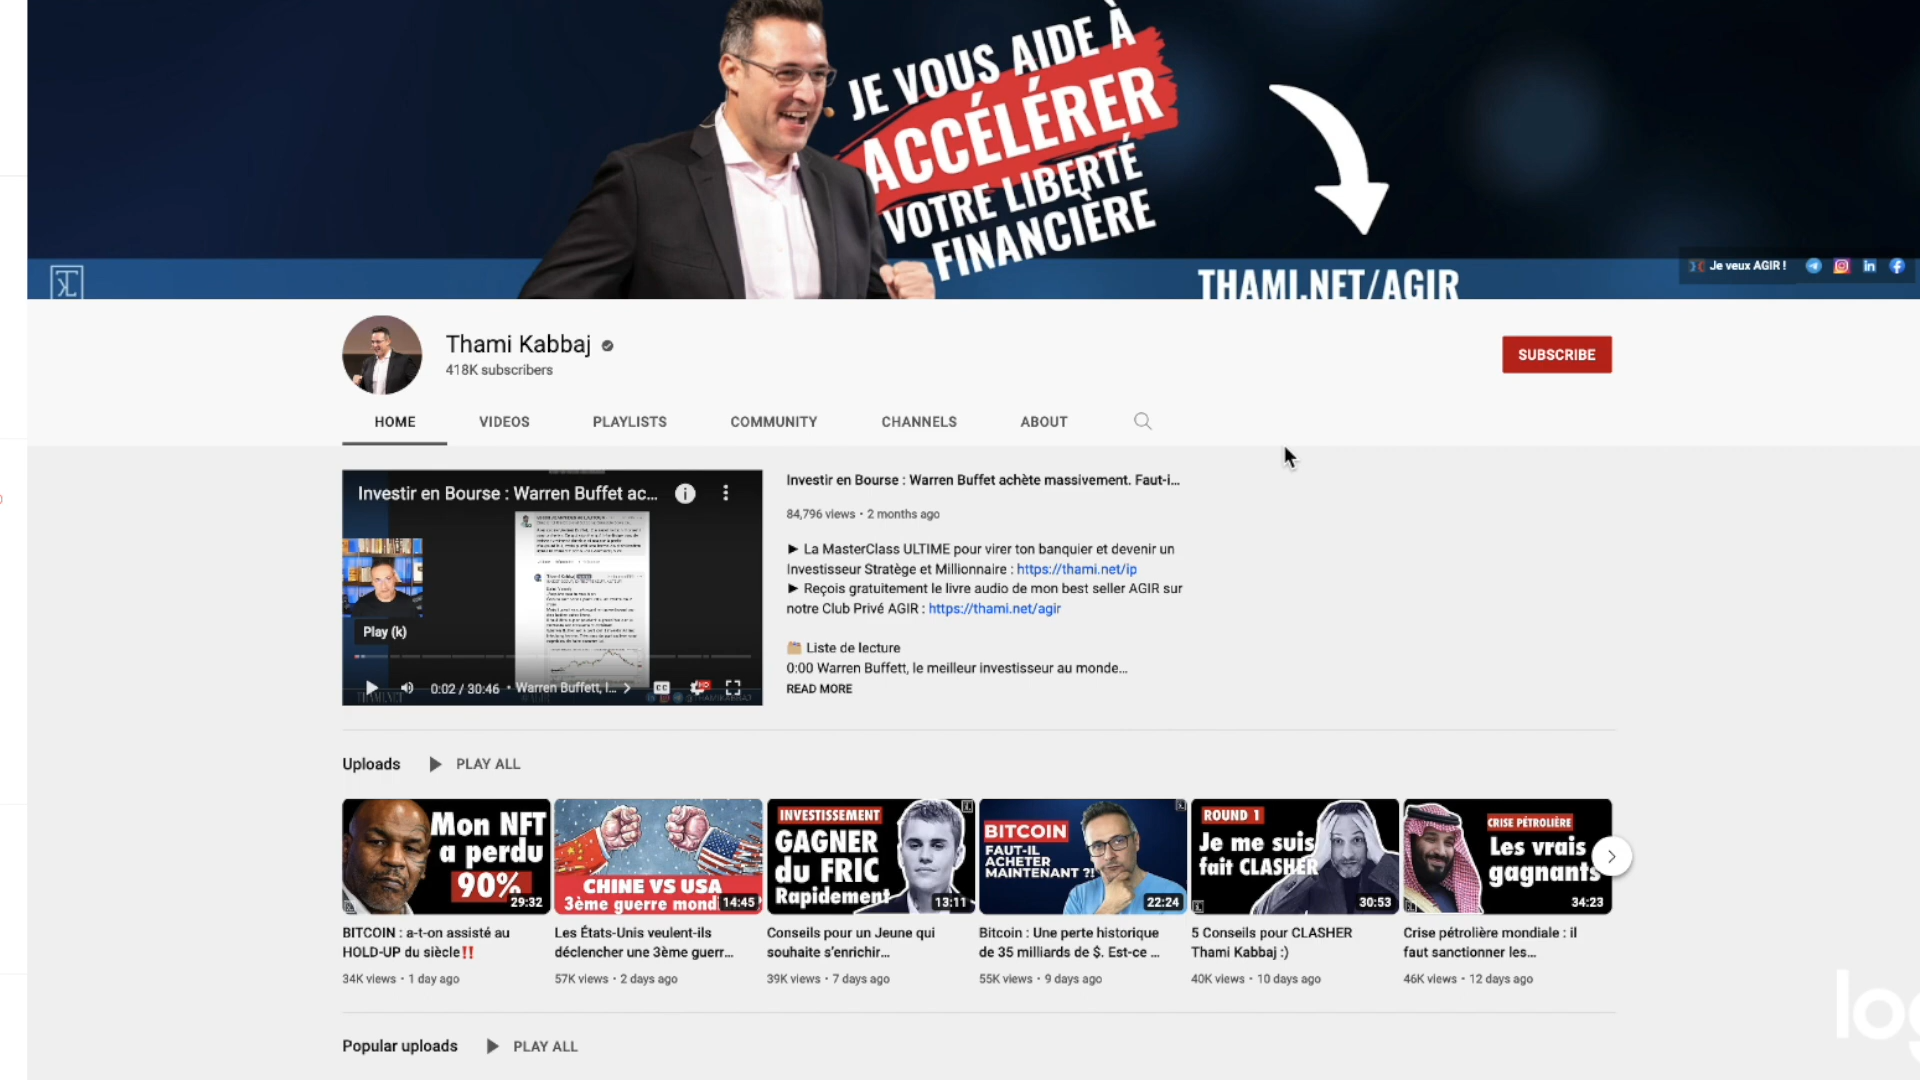 JE VOUS AIDE À
ACCÉLÉRER
VOTRE LIBERTÉ
FINANCIÈRE
THAMI.NET/AGIR
Je veux AGIR !
Thami Kabbaj
418K subscribers
SUBSCRIBE
HOME VIDEOS PLAYLISTS COMMUNITY CHANNELS ABOUT
Investir en Bourse : Warren Buffet ac...
Play (k)
0:02 / 30:46 • Warren Buffett, l...
CC
HD
Investir en Bourse : Warren Buffet achète massivement. Faut-i...
84,796 views • 2 months ago
► La MasterClass ULTIME pour virer ton banquier et devenir un
Investisseur Stratège et Millionnaire : https://thami.net/ip
► Reçois gratuitement le livre audio de mon best seller AGIR sur
notre Club Privé AGIR : https://thami.net/agir
Liste de lecture
0:00 Warren Buffett, le meilleur investisseur au monde...
READ MORE
Uploads PLAY ALL
Mon NFT
a perdu
90%
29:32
BITCOIN : a-t-on assisté au
HOLD-UP du siècle‼
34K views • 1 day ago
CHINE VS USA
3ème guerre mond
14:45
Les États-Unis veulent-ils
déclencher une 3ème guerr...
57K views • 2 days ago
INVESTISSEMENT
GAGNER
du FRIC
Rapidement
13:11
Conseils pour un Jeune qui
souhaite s'enrichir...
39K views • 7 days ago
BITCOIN
FAUT-IL
ACHETER
MAINTENANT ?!
22:24
Bitcoin : Une perte historique
de 35 milliards de $. Est-ce ...
55K views • 9 days ago
ROUND 1
Je me suis
fait CLASHER
30:53
5 Conseils pour CLASHER
Thami Kabbaj :)
40K views • 10 days ago
CRISE PÉTROLIÈRE
Les vrais
gagnants
34:23
Crise pétrolière mondiale : il
faut sanctionner les...
46K views • 12 days ago
Popular uploads PLAY ALL